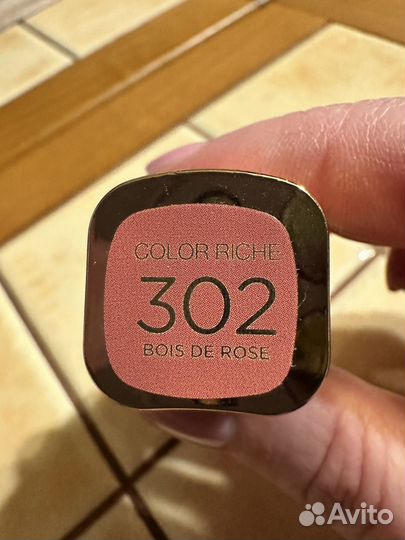 COLOR RICHE
302
BOIS DE ROSE
Avito